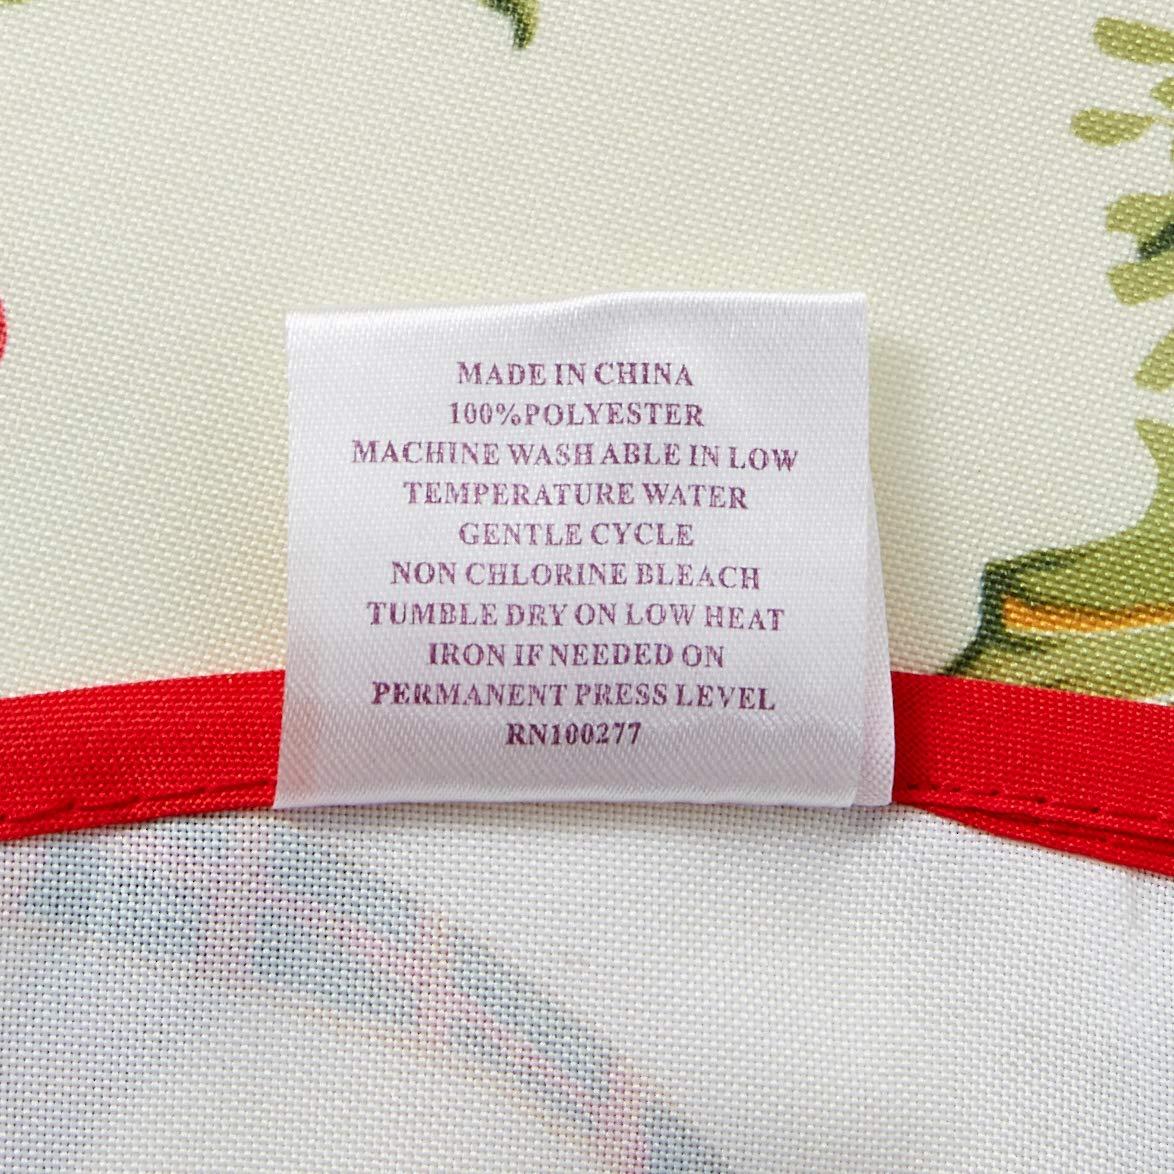 MADE IN CHINA
100%POLYESTER
MACHINE WASHABLE IN LOW
TEMPERATURE WATER
GENTLE CYCLE
NON CHLORINE BLEACH
TUMBLE DRY ON LOW HEAT
IRON IF NEEDED ON
PERMANENT PRESS LEVEL
RN100277